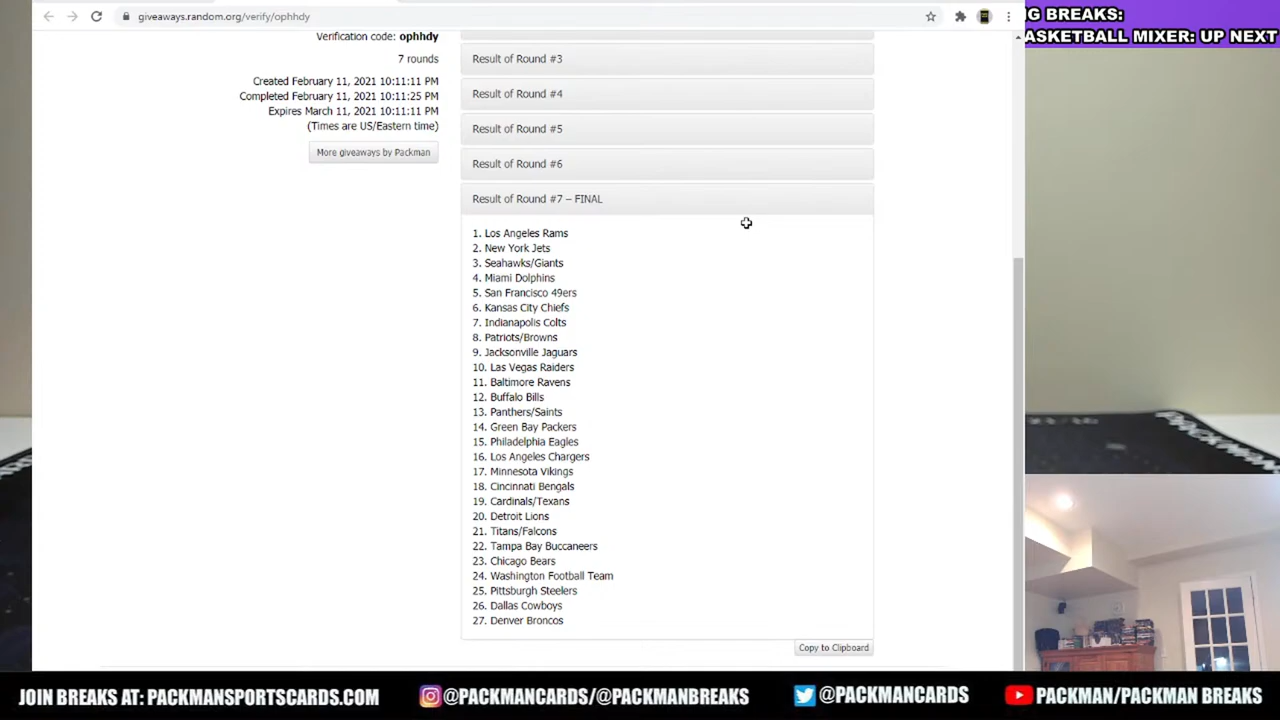 giveaways.random.org/verify/ophhdy
G BREAKS:
ASKETBALL MIXER: UP NEXT
Verification code: ophhdy
7 rounds
Created February 11, 2021 10:11:11 PM
Completed February 11, 2021 10:11:25 PM
Expires March 11, 2021 10:11:11 PM
(Times are US/Eastern time)
More giveaways by Packman
Result of Round #3
Result of Round #4
Result of Round #5
Result of Round #6
Result of Round #7 – FINAL
1. Los Angeles Rams
2. New York Jets
3. Seahawks/Giants
4. Miami Dolphins
5. San Francisco 49ers
6. Kansas City Chiefs
7. Indianapolis Colts
8. Patriots/Browns
9. Jacksonville Jaguars
10. Las Vegas Raiders
11. Baltimore Ravens
12. Buffalo Bills
13. Panthers/Saints
14. Green Bay Packers
15. Philadelphia Eagles
16. Los Angeles Chargers
17. Minnesota Vikings
18. Cincinnati Bengals
19. Cardinals/Texans
20. Detroit Lions
21. Titans/Falcons
22. Tampa Bay Buccaneers
23. Chicago Bears
24. Washington Football Team
25. Pittsburgh Steelers
26. Dallas Cowboys
27. Denver Broncos
Copy to Clipboard
JOIN BREAKS AT: PACKMANSPORTSCARDS.COM
@PACKMANCARDS/@PACKMANBREAKS
@PACKMANCARDS
PACKMAN/PACKMAN BREAKS